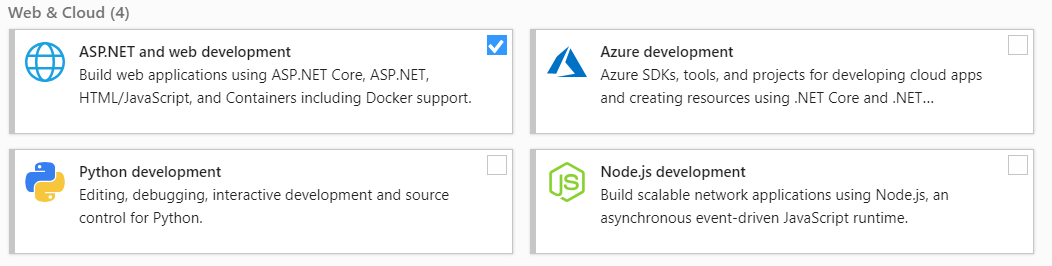 Web & Cloud (4)
ASP.NET and web development
Build web applications using ASP.NET Core, ASP.NET,
HTML/JavaScript, and Containers including Docker support.
Azure development
Azure SDKs, tools, and projects for developing cloud apps
and creating resources using .NET Core and .NET...
Python development
Editing, debugging, interactive development and source
control for Python.
JS
Node.js development
Build scalable network applications using Node.js, an
asynchronous event-driven JavaScript runtime.